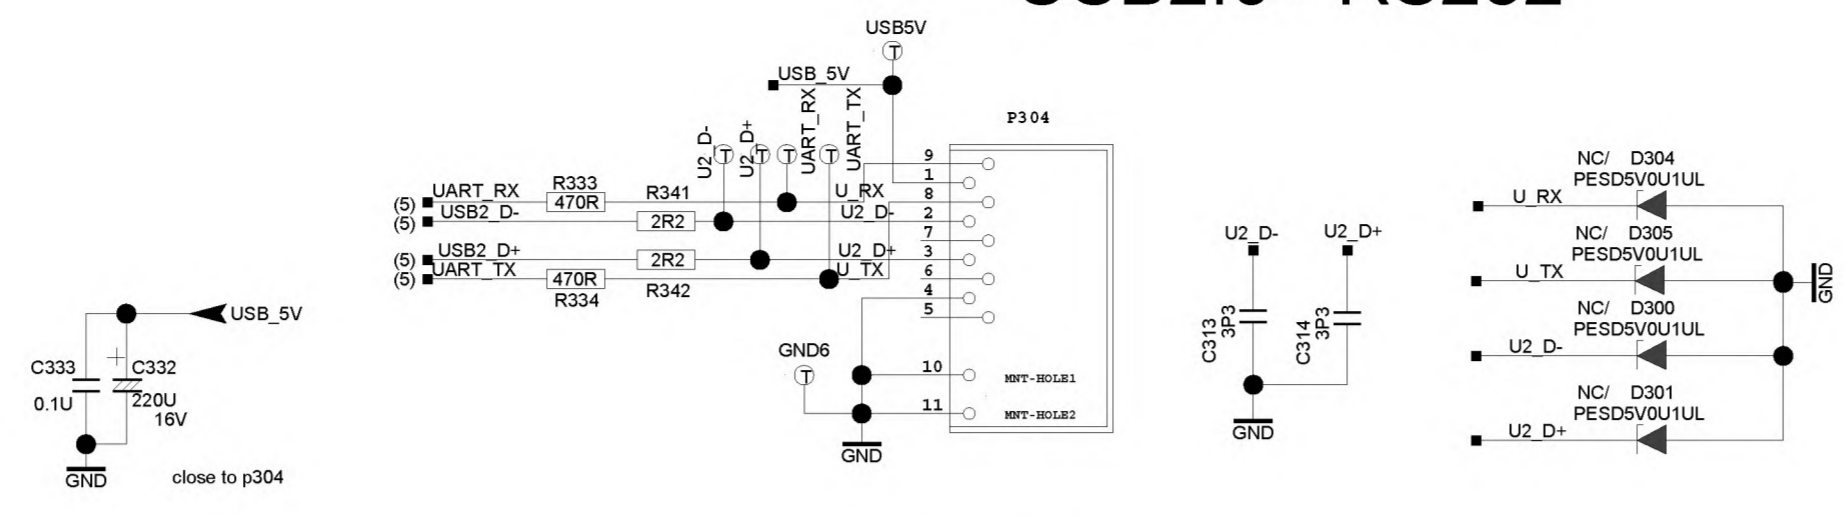 USB5V
USB_5V
U2_D-
U2_D+
UART_RX
UART_TX
P304
9
1
8
2
7
3
6
4
5
10
11
MNT-HOLE1
MNT-HOLE2
(5) UART_RX R333 470R R341 U_RX
(5) USB2_D- 2R2 U2_D-
(5) USB2_D+ 2R2 U2_D+
(5) UART_TX 470R R334 R342 U_TX
T
T
T
T
T
GND6
T
GND
USB_5V
C333
0.1U
+
C332
220U
16V
GND
close to p304
U2_D-
U2_D+
C313
3P3
C314
3P3
GND
NC/ D304
PESD5V0U1UL
U_RX
NC/ D305
PESD5V0U1UL
U_TX
NC/ D300
PESD5V0U1UL
U2_D-
NC/ D301
PESD5V0U1UL
U2_D+
GND